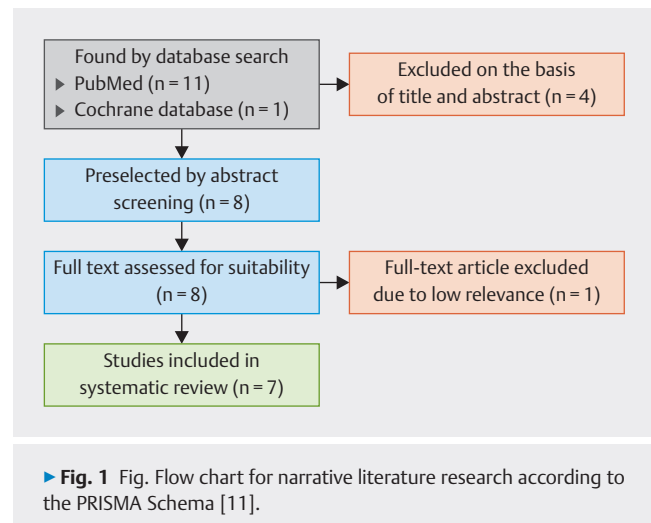 Found by database search
▶ PubMed (n = 11)
▶ Cochrane database (n = 1)
Excluded on the basis
of title and abstract (n = 4)
Preselected by abstract
screening (n = 8)
Full text assessed for suitability
(n = 8)
Full-text article excluded
due to low relevance (n = 1)
Studies included in
systematic review (n = 7)
▶ Fig. 1 Fig. Flow chart for narrative literature research according to
the PRISMA Schema [11].